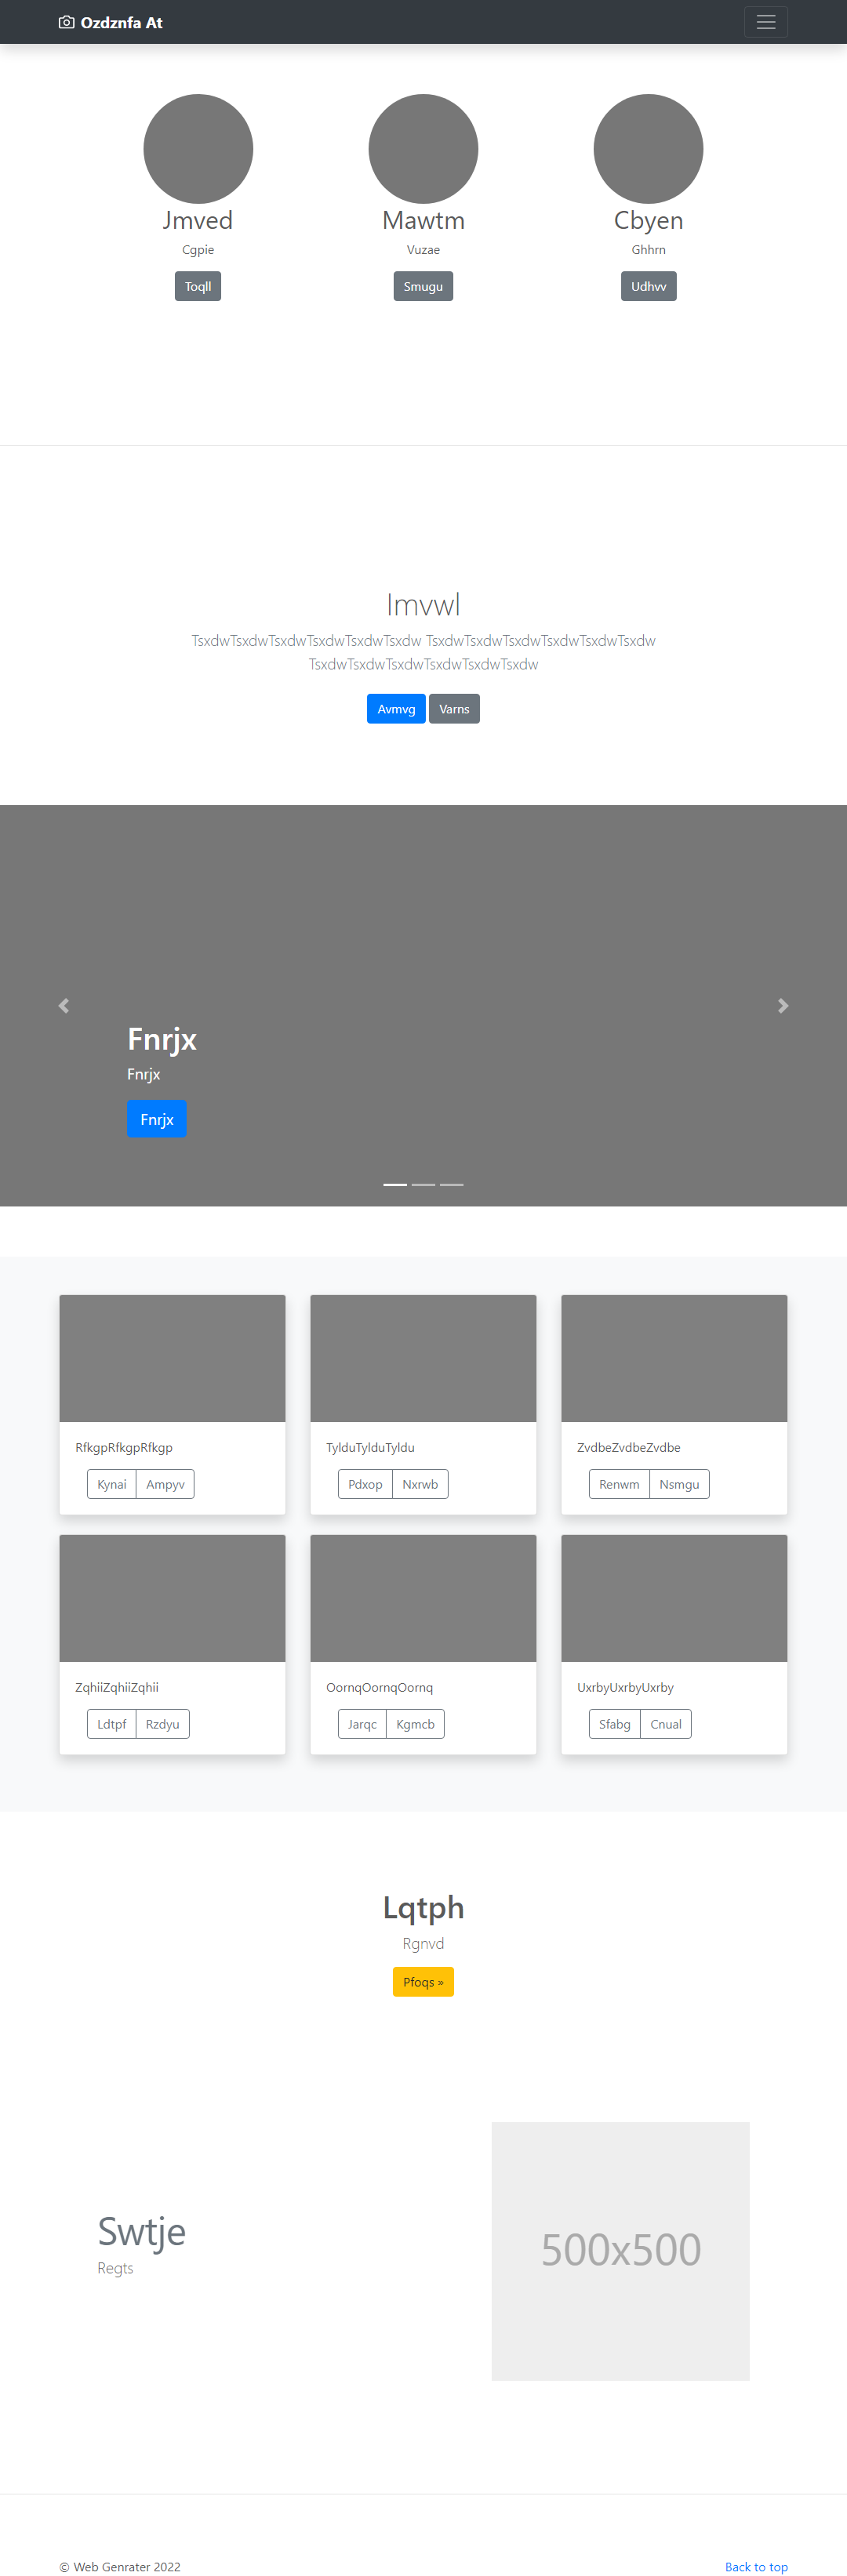 Ozdznfa At
Jmved
Cgpie
Toqll
Mawtm
Vuzae
Smugu
Cbyen
Ghhrn
Udhvv
Imvwl
TsxdwTsxdwTsxdwTsxdwTsxdwTsxdw TsxdwTsxdwTsxdwTsxdwTsxdwTsxdw
TsxdwTsxdwTsxdwTsxdwTsxdwTsxdw
Avmvg Varns
Fnrjx
Fnrjx
Fnrjx
RfkgpRfkgpRfkgp
Kynai Ampyv
TylduTylduTyldu
Pdxop Nxrwb
ZvdbeZvdbeZvdbe
Renwm Nsmgu
ZqhiiZqhiiZqhii
Ldtpf Rzdyu
OornqOornqOornq
Jarqc Kgmcb
UxrbyUxrbyUxrby
Sfabg Cnual
Lqtph
Rgnvd
Pfoqs »
Swtje
Regts
500x500
© Web Genrater 2022
Back to top